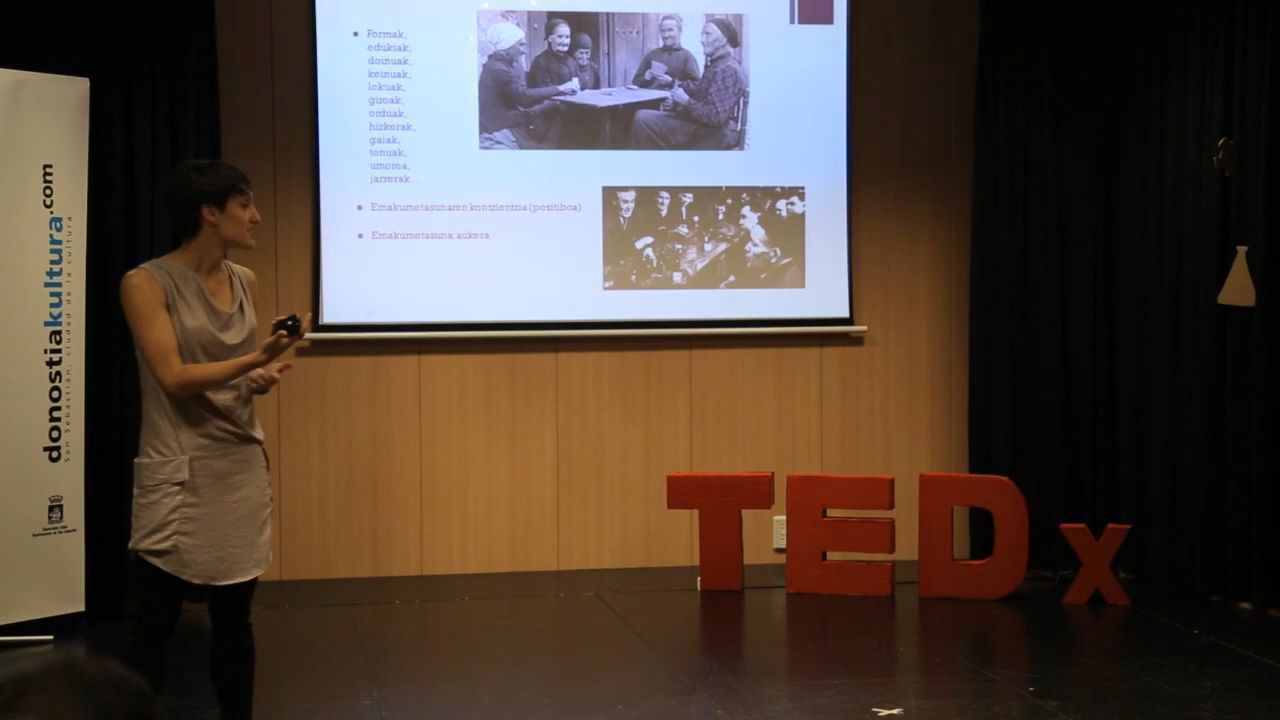 Formak,
edukiak,
doinuak,
keinuak,
lekuak,
giroak,
orduak,
hizkerak,
gaiak,
tonuak,
umorea,
jarrerak...
Emakumetasunaren kontzientzia (positiboa)
Emakumetasuna: aukera
donostiakultura.com
San Sebastián, ciudad de la cultura
TEDx